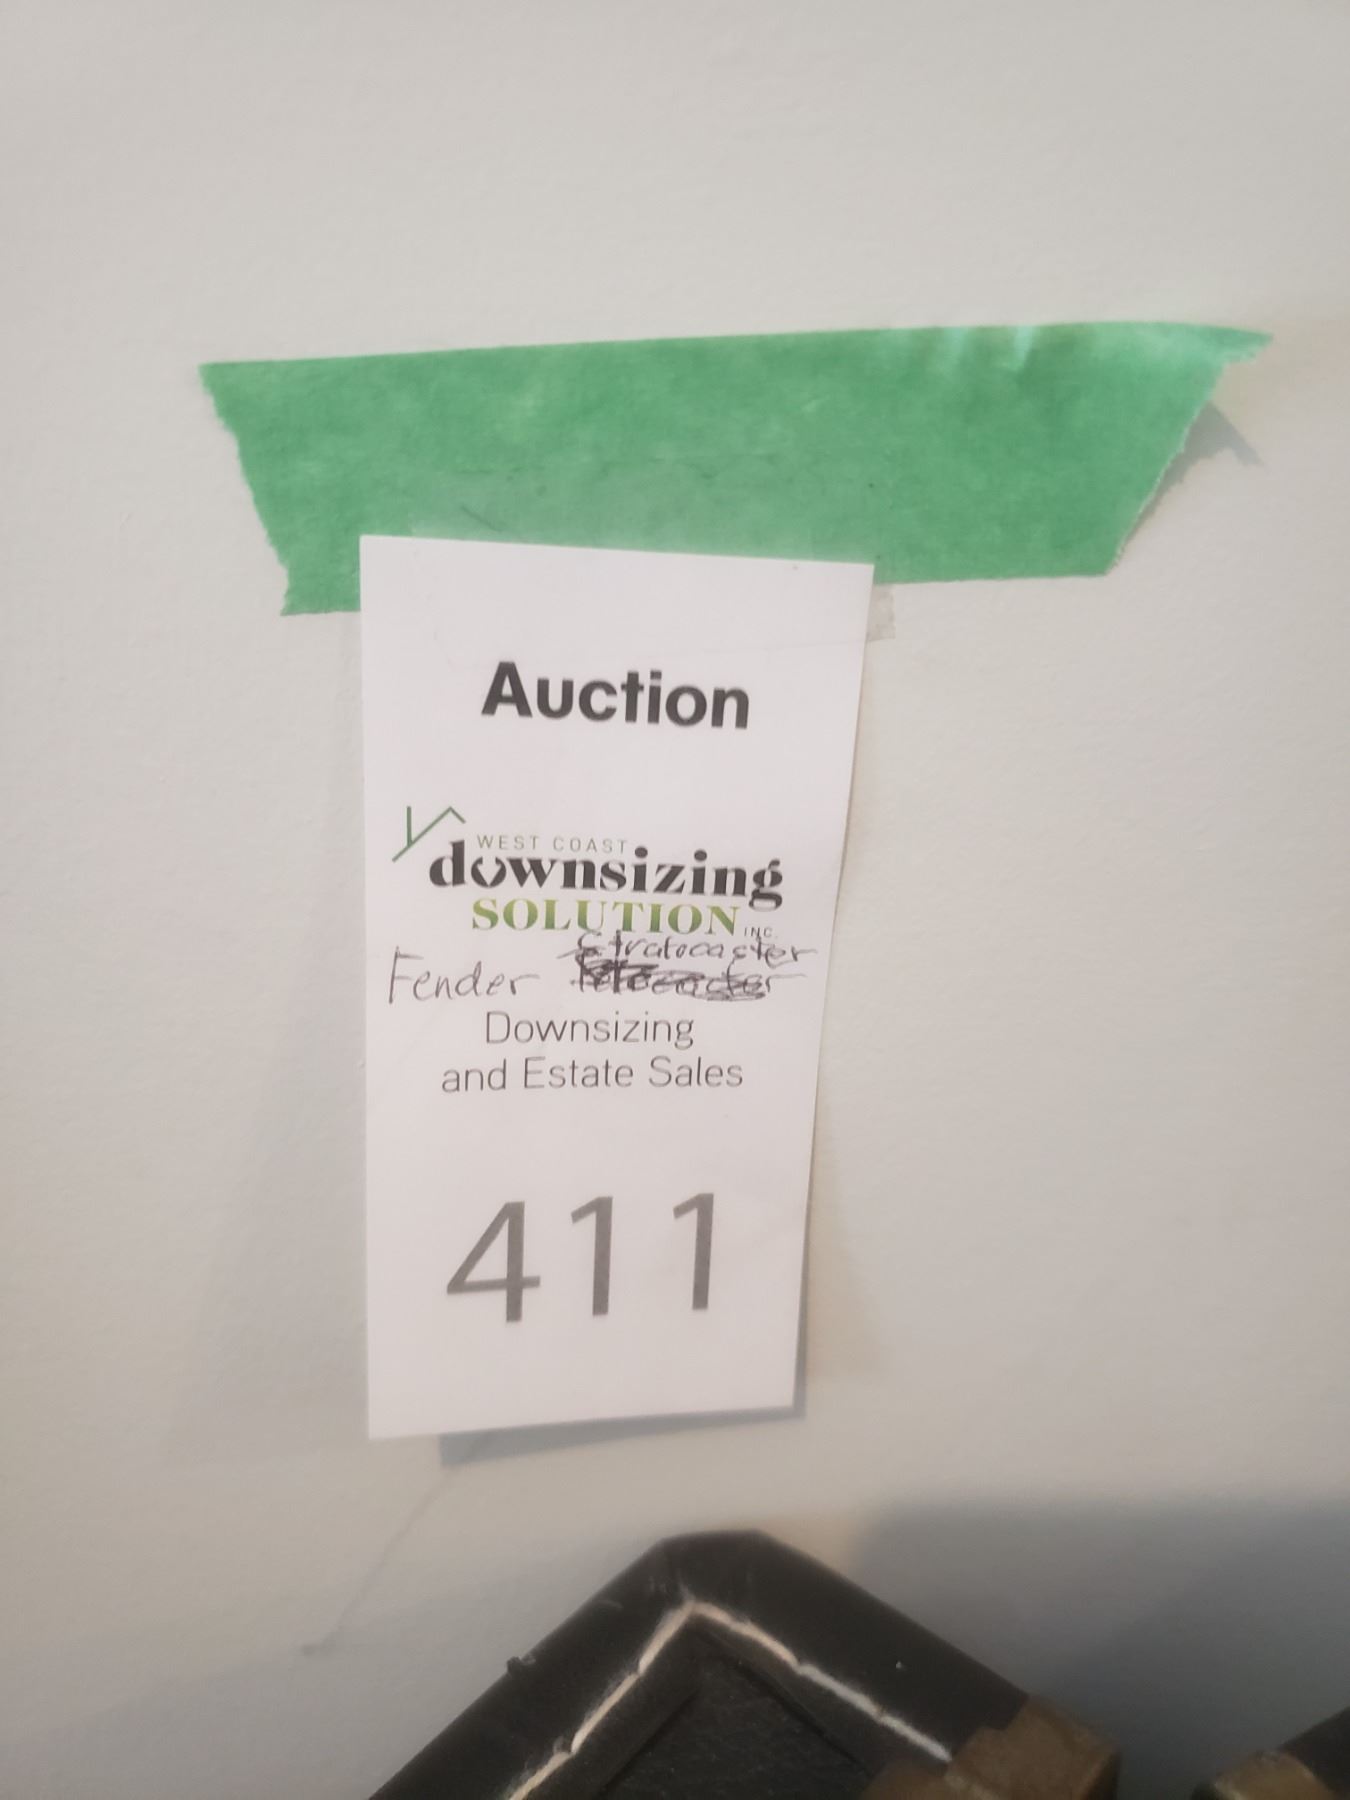 Auction
WEST COAST
downsizing
SOLUTION INC.
Stratocaster
Fender
Downsizing
and Estate Sales
411